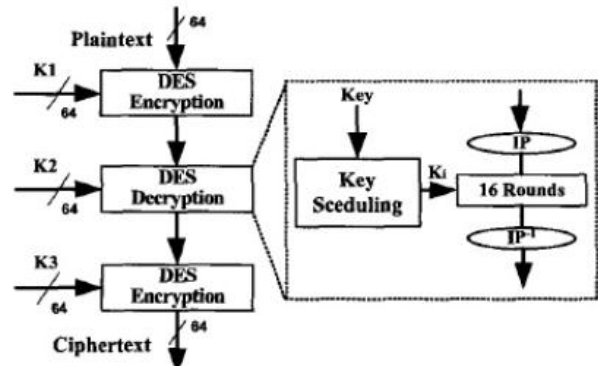 64
Plaintext
K1
64
DES
Encryption
K2
64
DES
Decryption
K3
64
DES
Encryption
64
Ciphertext
Key
Key
Sceduling
Ki
IP
16 Rounds
IP-1